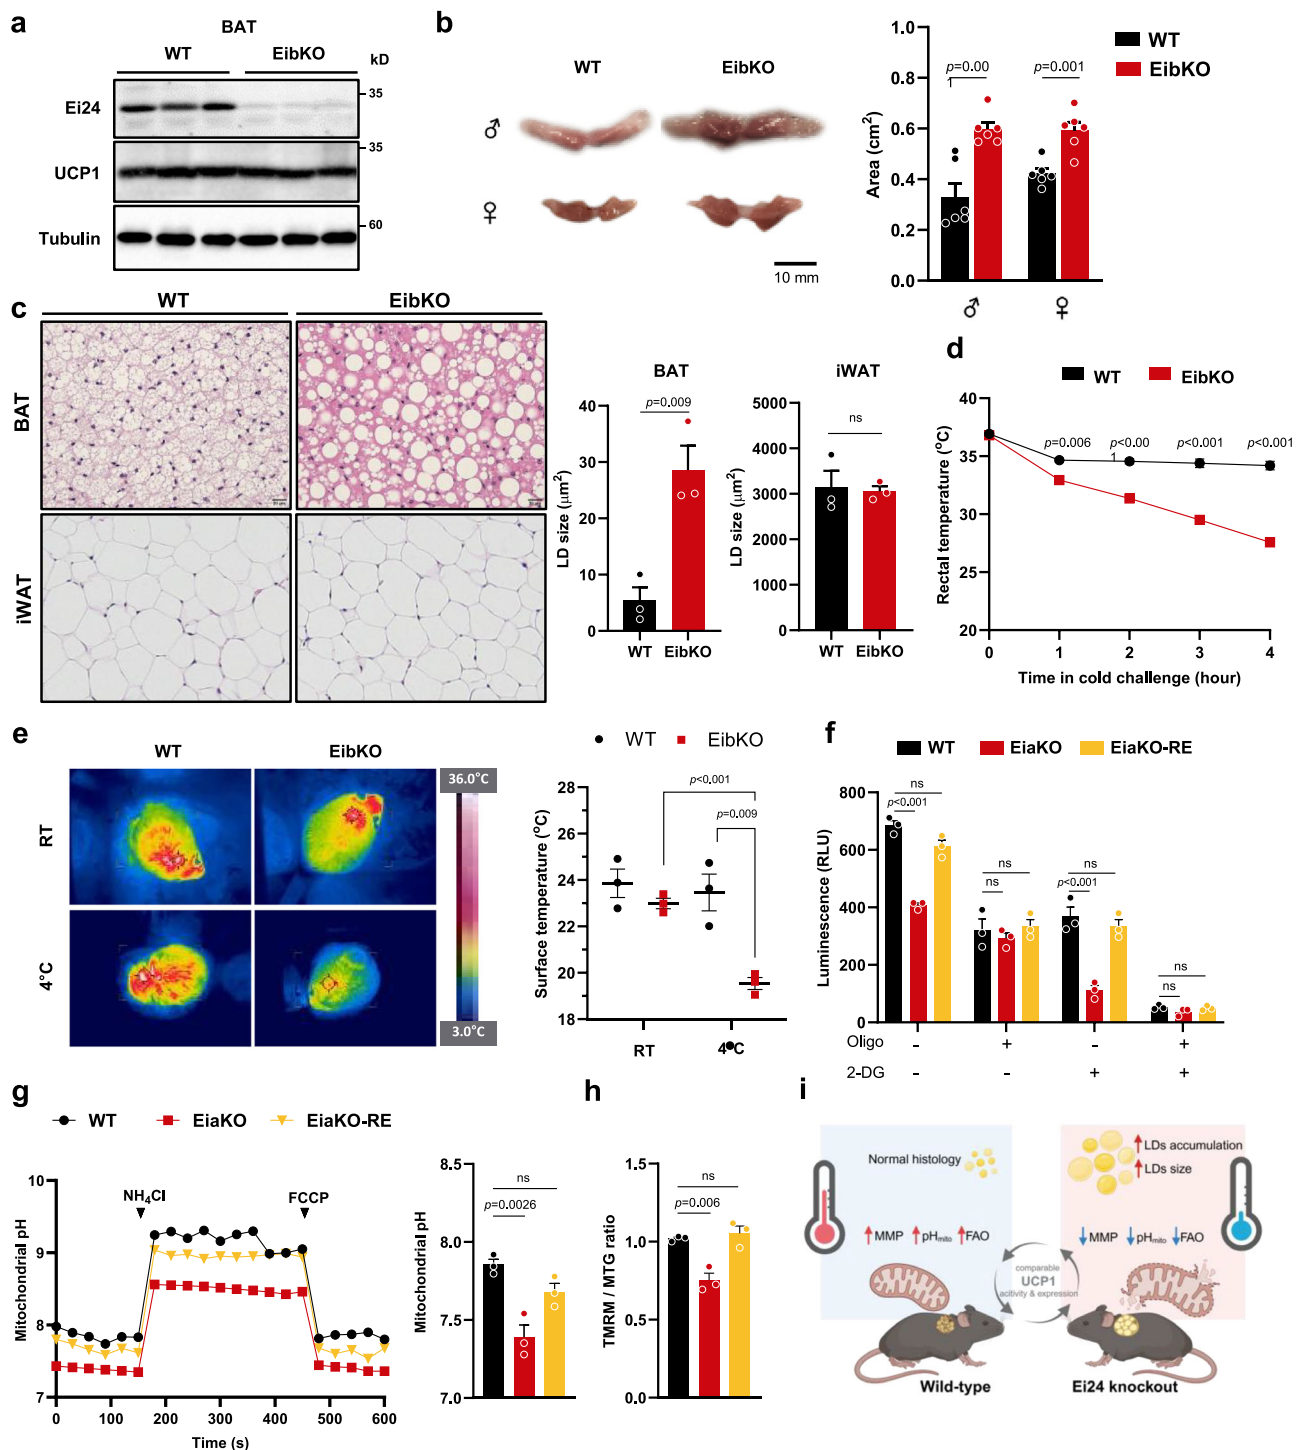 a
BAT
WT
EibKO
kD
Ei24
35
UCP1
35
Tubulin
60
b
WT
EibKO
♂
♀
10 mm
WT
EibKO
p=0.00
1
p=0.001
Area (cm²)
1.0
0.8
0.6
0.4
0.2
0.0
♂
♀
c
WT
EibKO
BAT
iWAT
BAT
p=0.009
LD size (μm²)
40
30
20
10
0
WT
EibKO
iWAT
ns
LD size (μm²)
5000
4000
3000
2000
1000
0
WT
EibKO
d
WT
EibKO
Rectal temperature (°C)
40
35
30
25
20
p=0.006
p<0.00
1
p<0.001
p<0.001
0
1
2
3
4
Time in cold challenge (hour)
e
WT
EibKO
RT
4°C
36.0°C
3.0°C
WT
EibKO
Surface temperature (°C)
28
26
24
22
20
18
p<0.001
p=0.009
RT
4°C
f
WT
EiaKO
EiaKO-RE
Luminescence (RLU)
800
600
400
200
0
ns
p<0.001
ns
ns
ns
p<0.001
ns
ns
Oligo - + - +
2-DG - - + +
g
WT
EiaKO
EiaKO-RE
Mitochondrial pH
10
9
8
7
NH₄Cl
FCCP
0 100 200 300 400 500 600
Time (s)
Mitochondrial pH
8.5
8.0
7.5
7.0
ns
p=0.0026
h
TMRM / MTG ratio
1.5
1.0
0.5
0.0
ns
p=0.006
i
Normal histology
LDs accumulation
LDs size
MMP pHmito FAO
MMP pHmito FAO
comparable
UCP1
acitivity & expression
Wild-type
Ei24 knockout